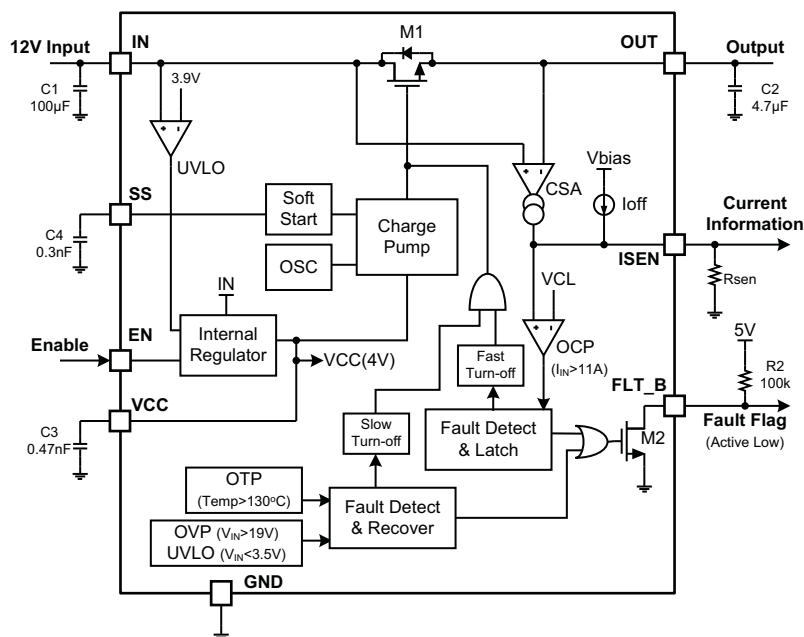 12V Input
IN
M1
OUT
Output
C1
100µF
3.9V
+ -
UVLO
+ -
CSA
Vbias
Ioff
C2
4.7µF
SS
Soft
Start
Charge
Pump
OSC
C4
0.3nF
Current
Information
ISEN
Rsen
IN
VCL
EN
Enable
Internal
Regulator
VCC(4V)
+ -
OCP
(IIN>11A)
Fast
Turn-off
5V
R2
100k
FLT_B
VCC
C3
0.47nF
Slow
Turn-off
Fault Detect
& Latch
M2
Fault Flag
(Active Low)
OTP
(Temp>130oC)
Fault Detect
& Recover
OVP (VIN>19V)
UVLO (VIN<3.5V)
GND